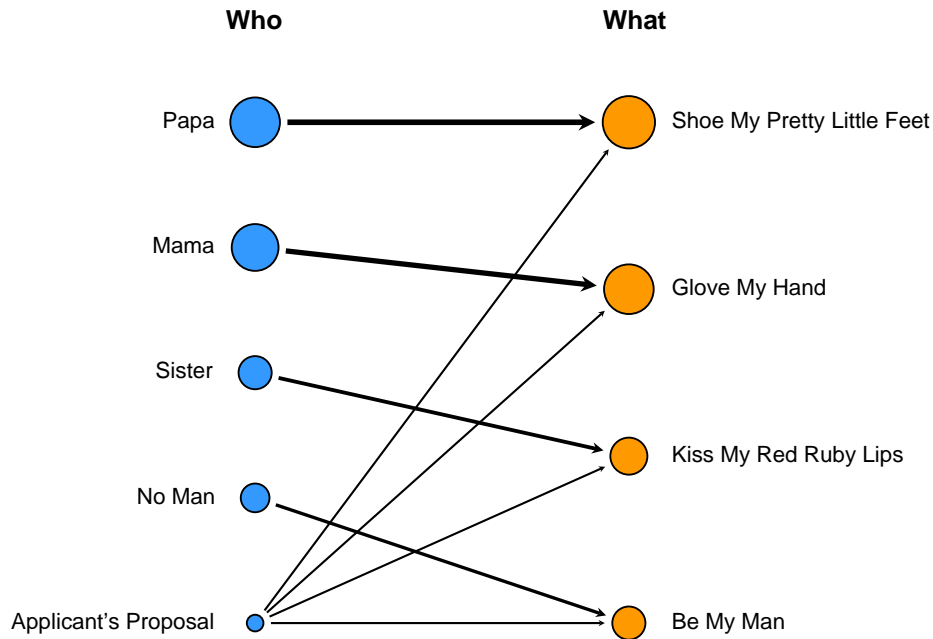 Who
What
Papa
Shoe My Pretty Little Feet
Mama
Glove My Hand
Sister
Kiss My Red Ruby Lips
No Man
Applicant’s Proposal
Be My Man